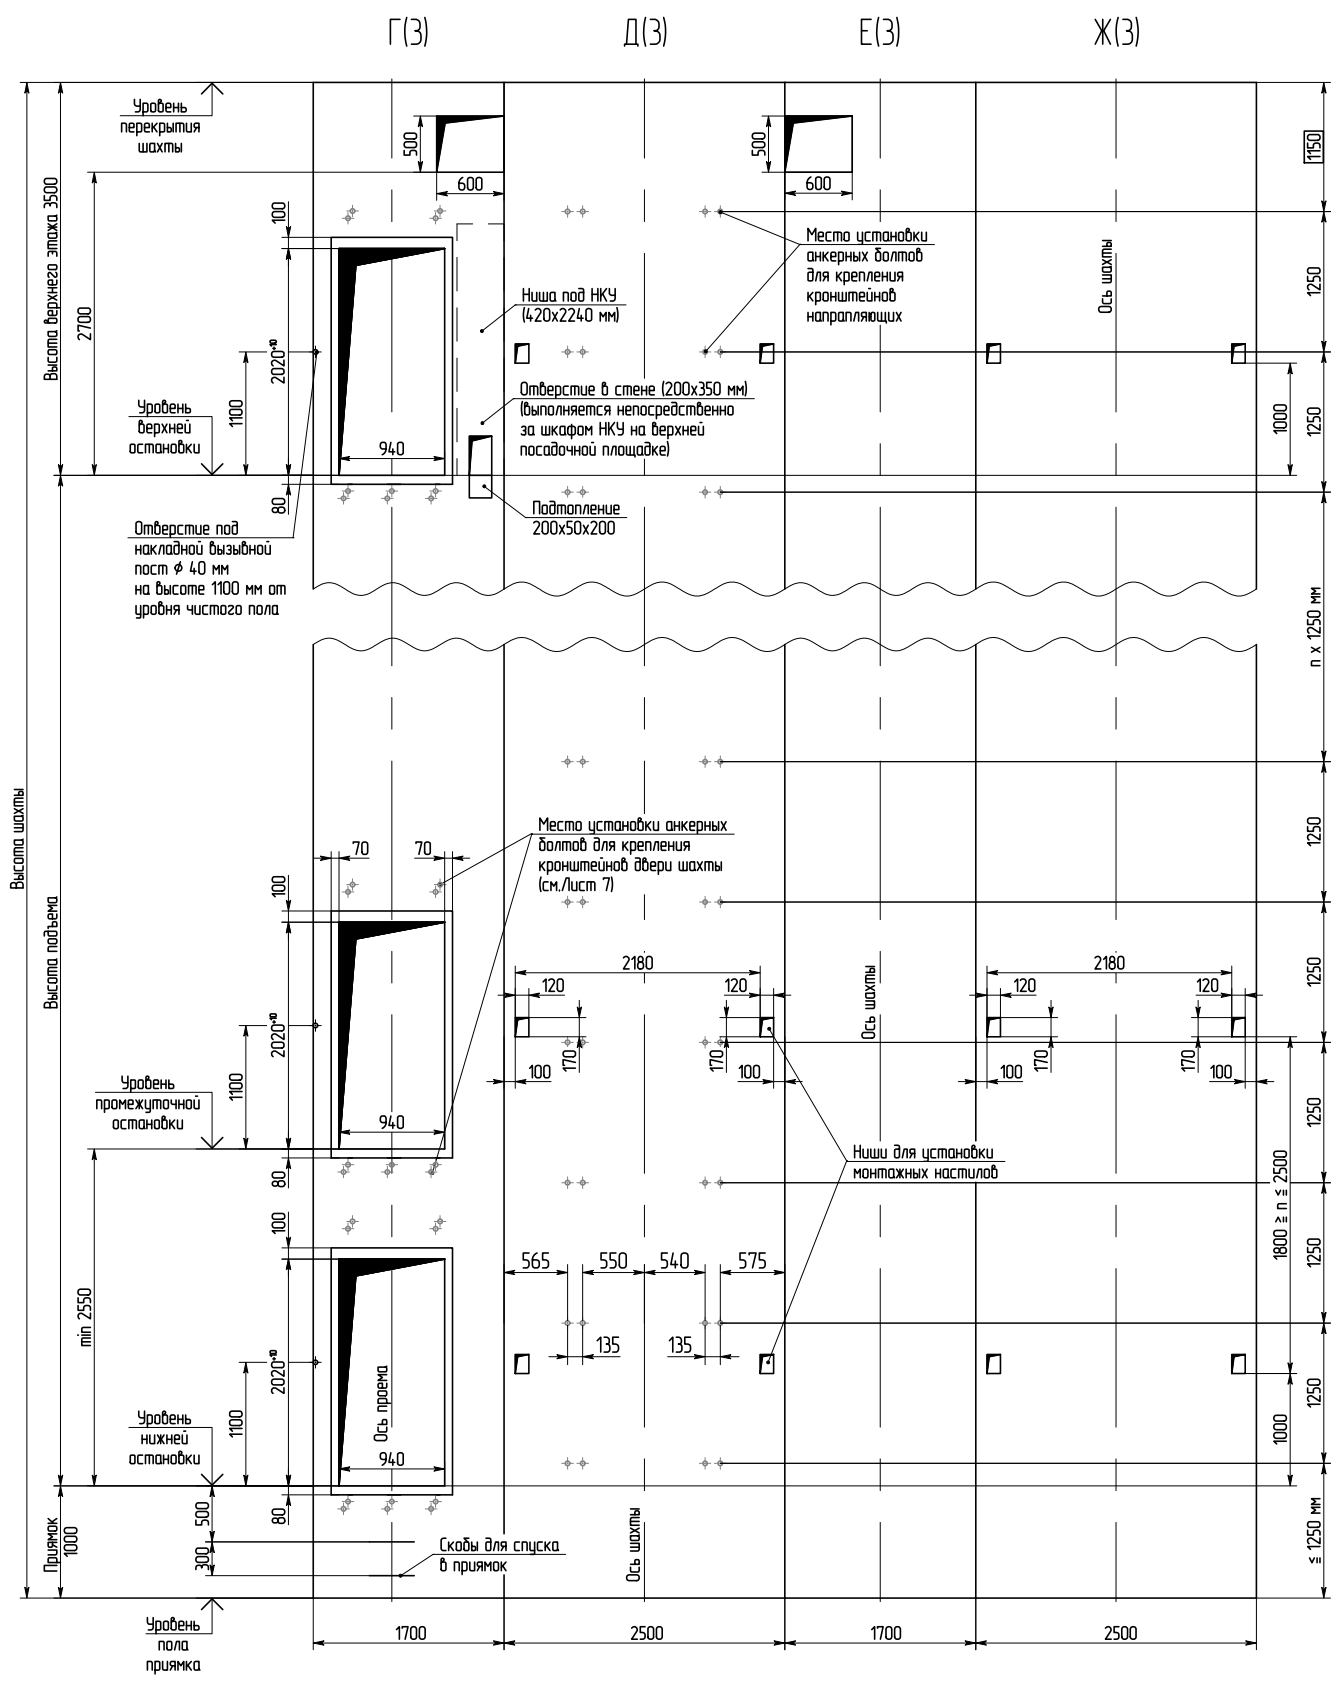 Г(3)
Д(3)
Е(3)
Ж(3)
Уровень
перекрытия
шахты
500
600
500
600
1150
Высота верхнего этажа 3500
2700
100
2020+10
1100
940
80
Место установки
анкерных болтов
для крепления
кронштейнов
напрапляющих
Ось шахты
1250
1250
1000
Ниша под НКУ
(420х2240 мм)
Отверстие в стене (200х350 мм)
(выполняется непосредственно
за шкафом НКУ на верхней
посадочной площадке)
Уровень
верхней
остановки
Подтопление
200х50х200
Отверстие под
накладной вызывной
пост ϕ 40 мм
на высоте 1100 мм от
уровня чистого пола
n х 1250 мм
Высота шахты
Высота подъема
Место установки анкерных
болтов для крепления
кронштейнов двери шахты
(см.Лист 7)
70
70
100
2020+10
1100
940
80
1250
1250
2180
120
120
170
170
100
100
Ось шахты
2180
120
120
170
170
100
100
Уровень
промежуточной
остановки
Ниши для установки
монтажных настилов
1250
1800 ≥ n ≤ 2500
1250
min 2550
100
2020+10
1100
Ось проема
940
80
565
550
540
575
135
135
1250
1000
Уровень
нижней
остановки
Приямок
1000
500
300
Скобы для спуска
в приямок
Ось шахты
≤ 1250 мм
Уровень
пола
приямка
1700
2500
1700
2500